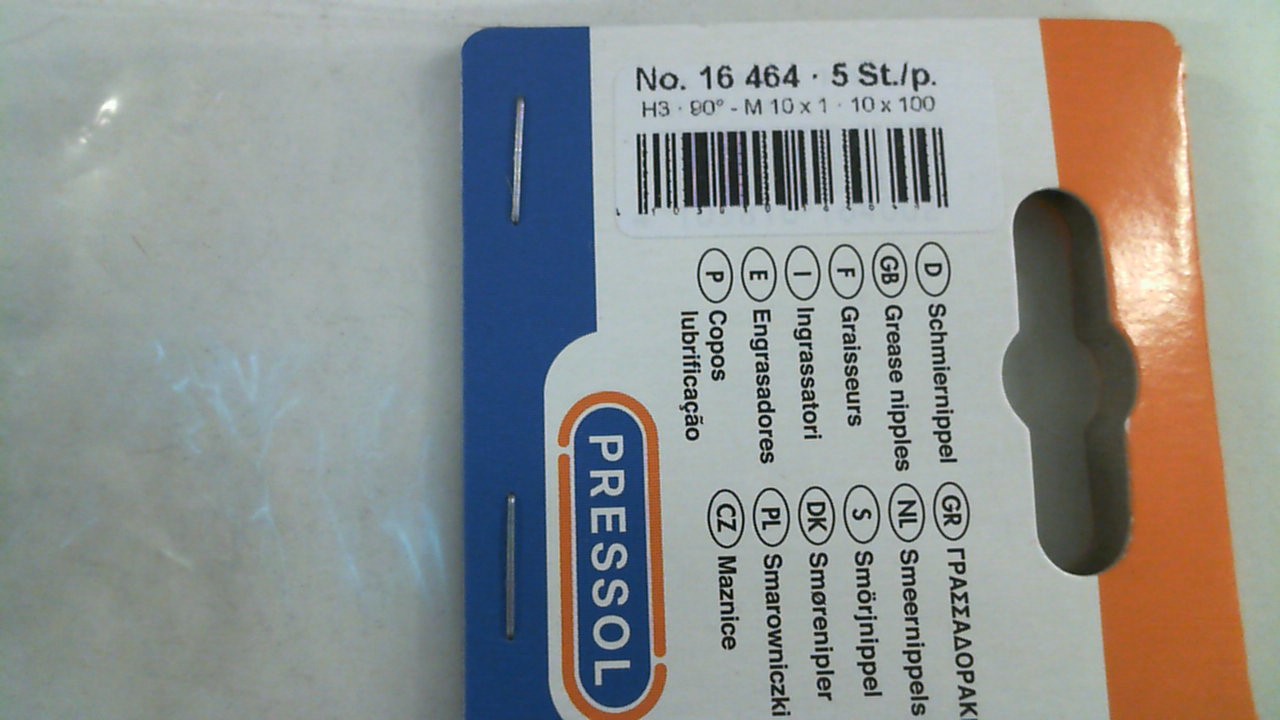 No. 16 464 · 5 St./p.
H3 · 90° - M 10 x 1 · 10 x 100
D Schmiernippel
GB Grease nipples
F Graisseurs
I Ingrassatori
E Engrasadores
P Copos
lubrificação
GR ΓΡΑΣΣΑΔΟΡΑΚΙ
NL Smeernippels
S Smörjnippel
DK Smørenipler
PL Smarowniczki
CZ Maznice
PRESSOL